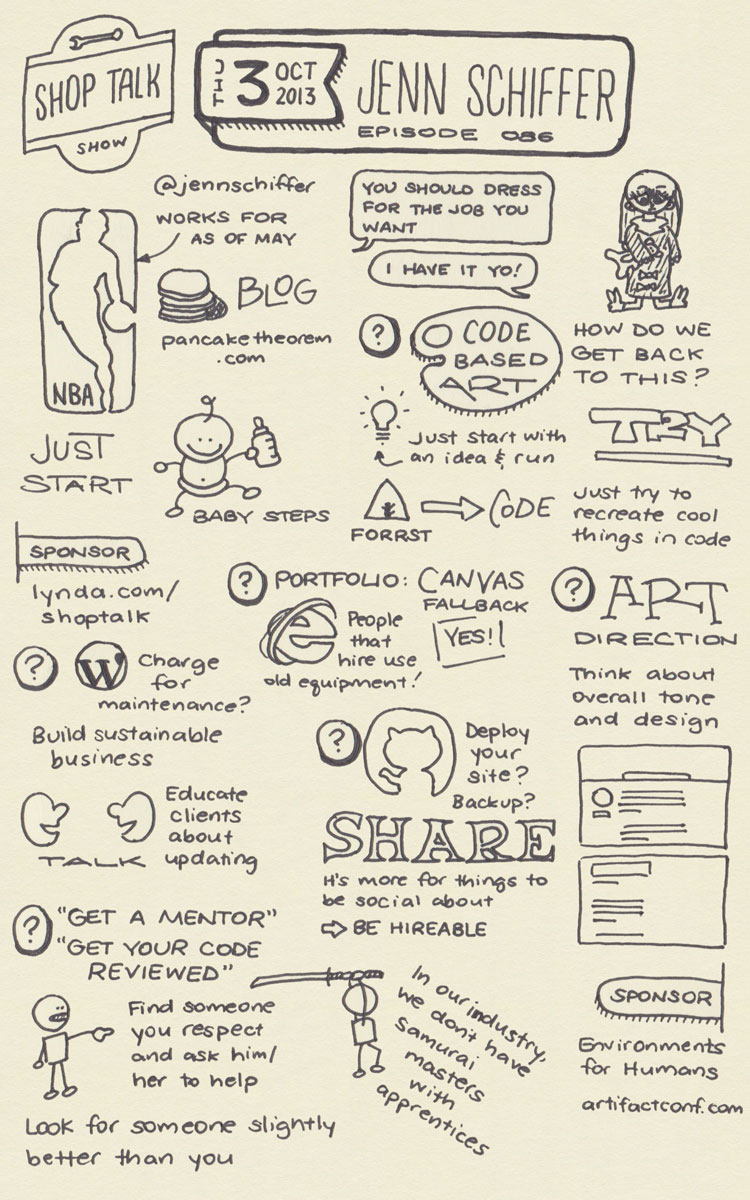 SHOP TALK
SHOW
THU
3
OCT
2013
JENN SCHIFFER
EPISODE 086
@jennschiffer
WORKS FOR
AS OF MAY
NBA
BLOG
pancaketheorem
.com
JUST
START
BABY STEPS
YOU SHOULD DRESS
FOR THE JOB YOU
WANT
I HAVE IT YO!
?
CODE
BASED
ART
Just start with
an idea & run
FORRST
CODE
HOW DO WE
GET BACK
TO THIS?
TRY
Just try to
recreate cool
things in code
SPONSOR
lynda.com/
shoptalk
?
PORTFOLIO: CANVAS
FALLBACK
YES!
e
People
that
hire use
old equipment!
?
ART
DIRECTION
Think about
overall tone
and design
?
W
Charge
for
maintenance?
Build sustainable
business
TALK
Educate
clients
about
updating
?
Deploy
your
site?
Backup?
SHARE
It's more for things to
be social about
BE HIREABLE
?
"GET A MENTOR"
"GET YOUR CODE
REVIEWED"
Find someone
you respect
and ask him/
her to help
Look for someone slightly
better than you
In our industry,
we don't have
Samurai
masters
with
apprentices
SPONSOR
Environments
for Humans
artifactconf.com